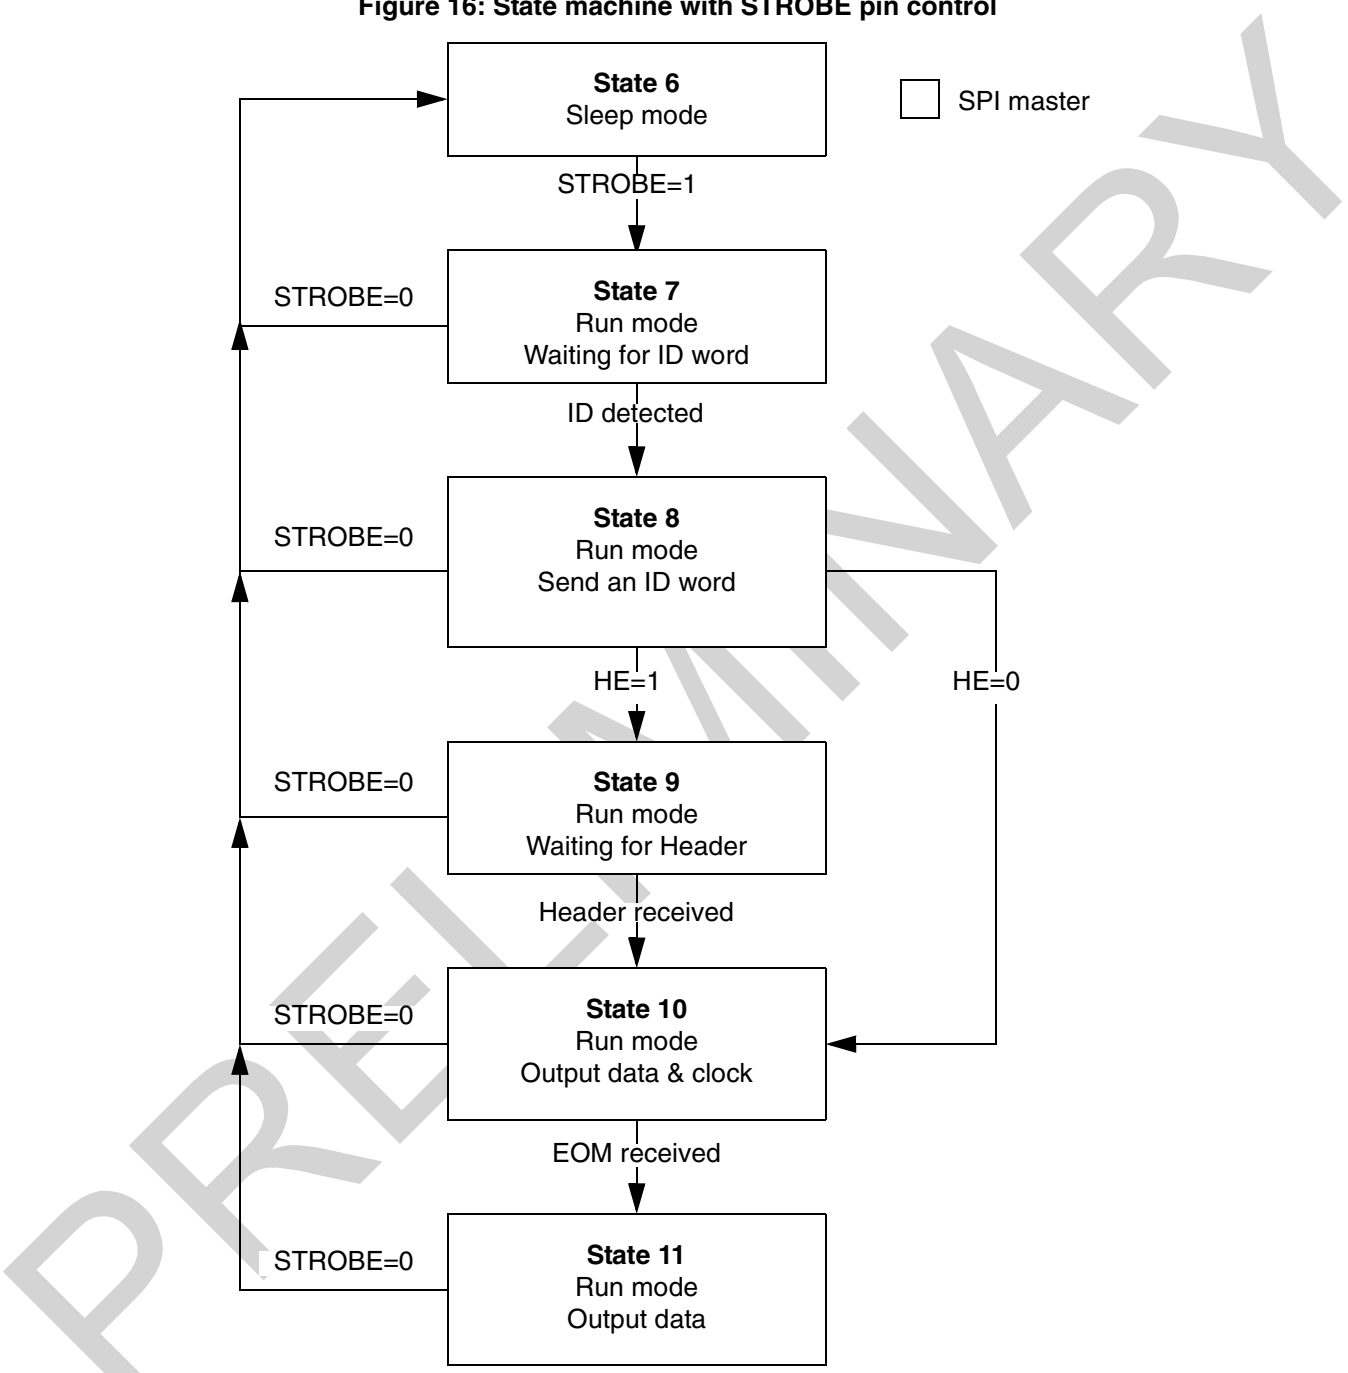 Figure 16: State machine with STROBE pin control
State 6
Sleep mode
SPI master
STROBE=1
STROBE=0
State 7
Run mode
Waiting for ID word
ID detected
STROBE=0
State 8
Run mode
Send an ID word
HE=1
HE=0
STROBE=0
State 9
Run mode
Waiting for Header
Header received
STROBE=0
State 10
Run mode
Output data & clock
EOM received
STROBE=0
State 11
Run mode
Output data
PRELIMINARY